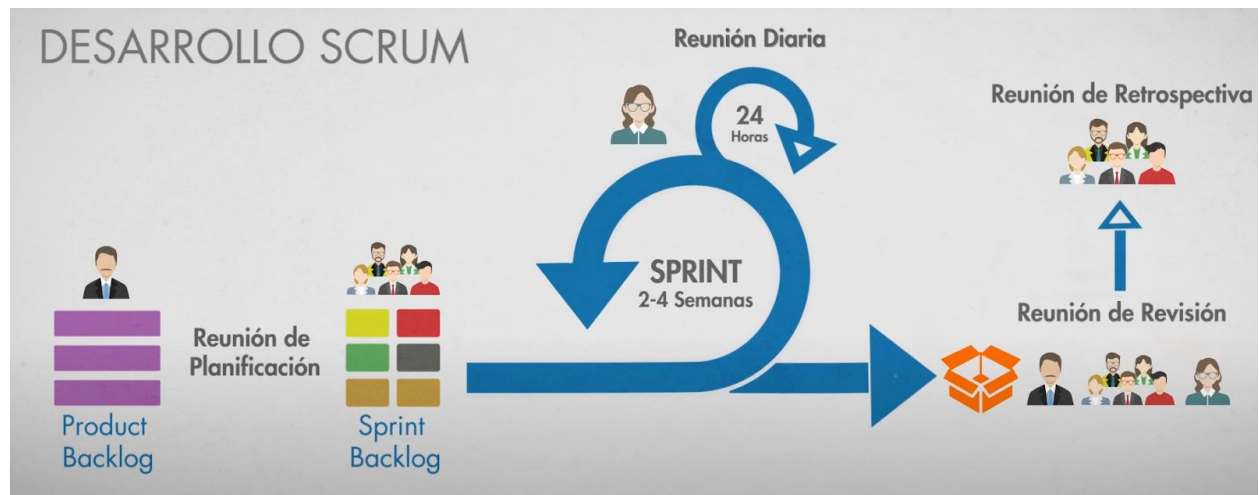 DESARROLLO SCRUM
Reunión Diaria
24
Horas
Reunión de Retrospectiva
SPRINT
2-4 Semanas
Reunión de Revisión
Reunión de
Planificación
Product
Backlog
Sprint
Backlog